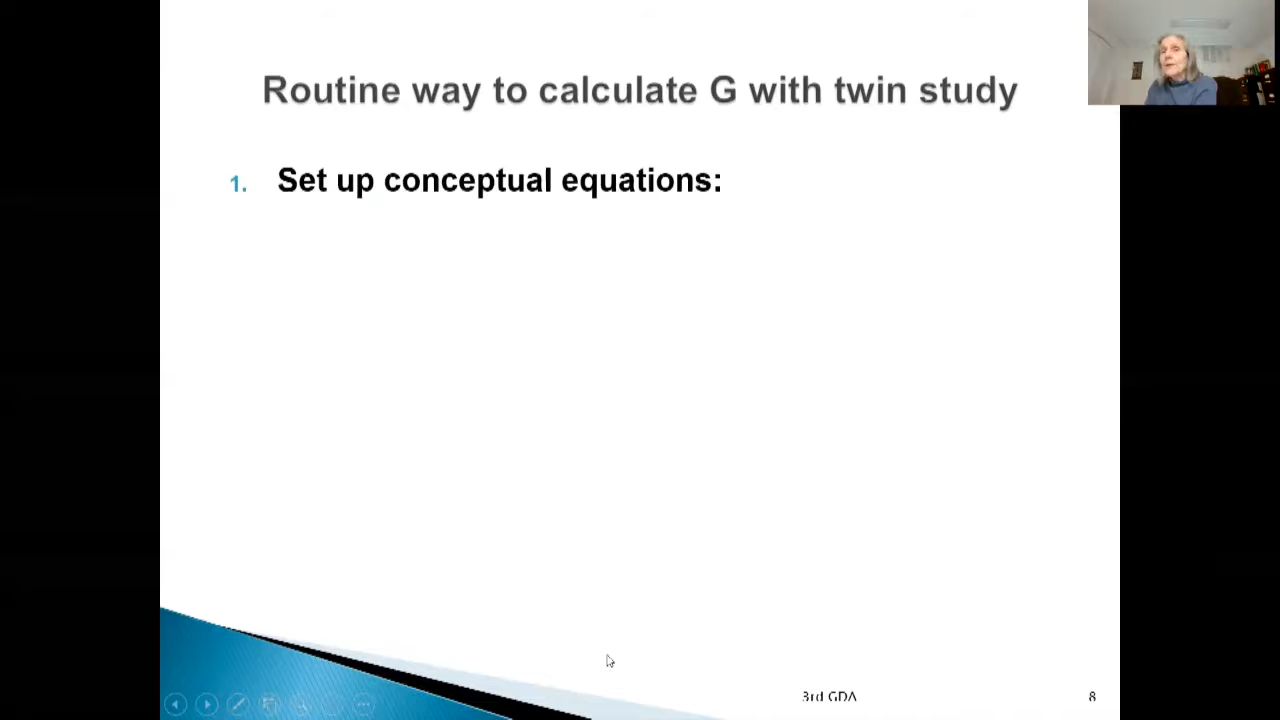 Routine way to calculate G with twin study
1. Set up conceptual equations:
3rd GDA
8